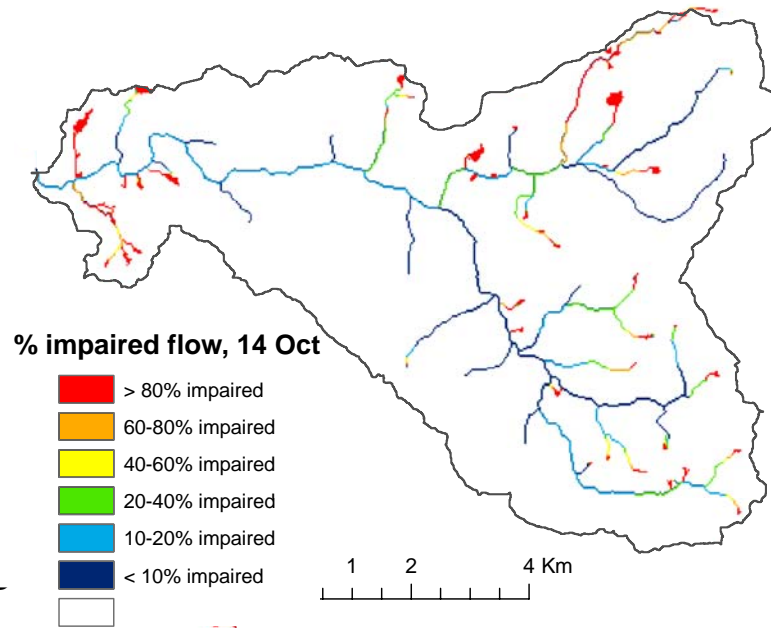 % impaired flow, 14 Oct
> 80% impaired
60-80% impaired
40-60% impaired
20-40% impaired
10-20% impaired
< 10% impaired
1 2 4 Km